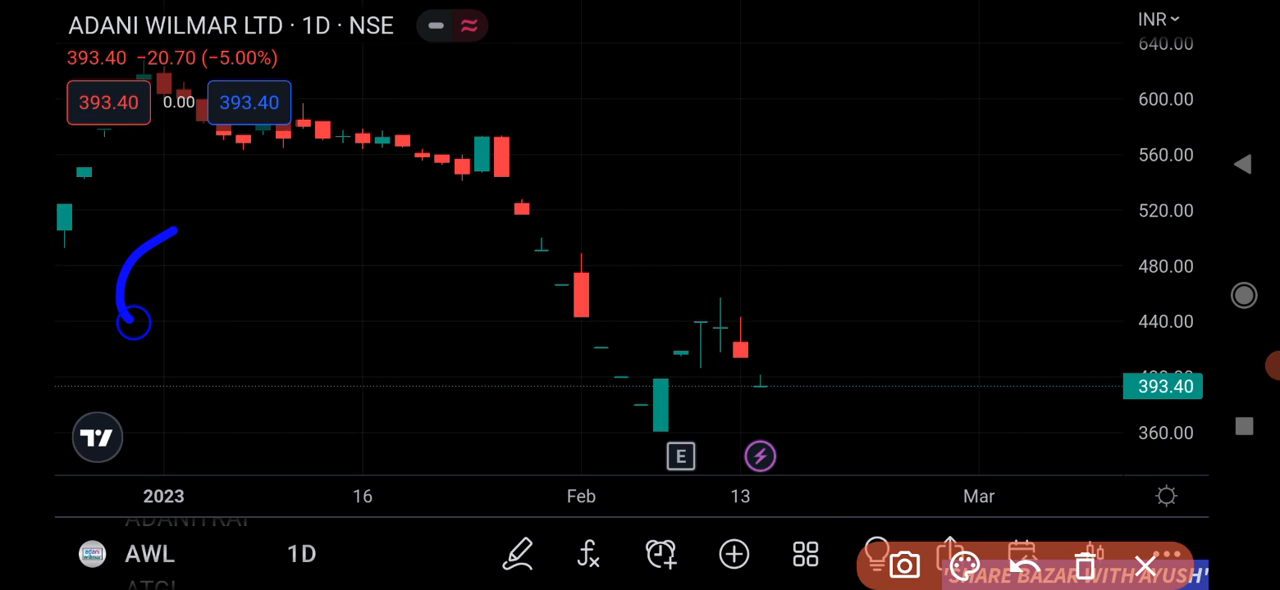 ADANI WILMAR LTD · 1D · NSE
INR
640.00
393.40 −20.70 (−5.00%)
393.40 0.00 393.40
600.00
560.00
520.00
480.00
440.00
393.40
360.00
E
2023 16 Feb 13 Mar
AWL 1D
'SHARE BAZAR WITH AYUSH'